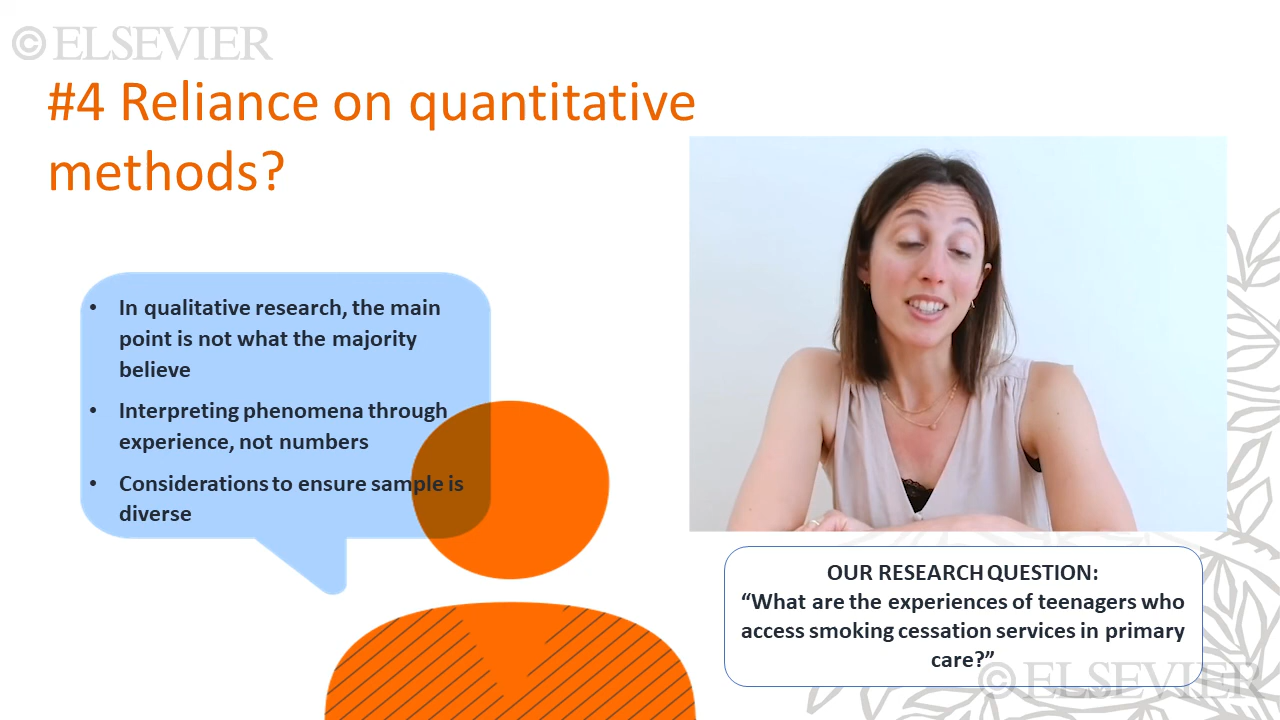 © ELSEVIER
#4 Reliance on quantitative
methods?
• In qualitative research, the main
point is not what the majority
believe
• Interpreting phenomena through
experience, not numbers
• Considerations to ensure sample is
diverse
OUR RESEARCH QUESTION:
“What are the experiences of teenagers who
access smoking cessation services in primary
care?”
© ELSEVIER